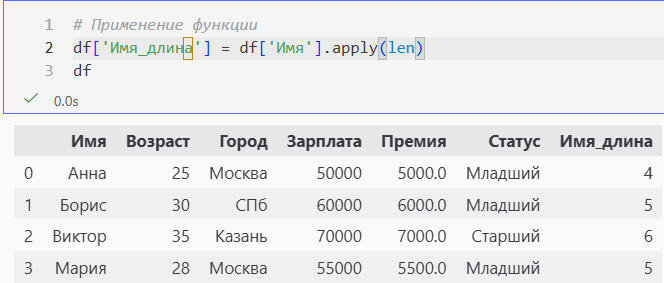 1 # Применение функции
2 df['Имя_длина'] = df['Имя'].apply(len)
3 df
0.0s
Имя Возраст Город Зарплата Премия Статус Имя_длина
0 Анна 25 Москва 50000 5000.0 Младший 4
1 Борис 30 СПб 60000 6000.0 Младший 5
2 Виктор 35 Казань 70000 7000.0 Старший 6
3 Мария 28 Москва 55000 5500.0 Младший 5